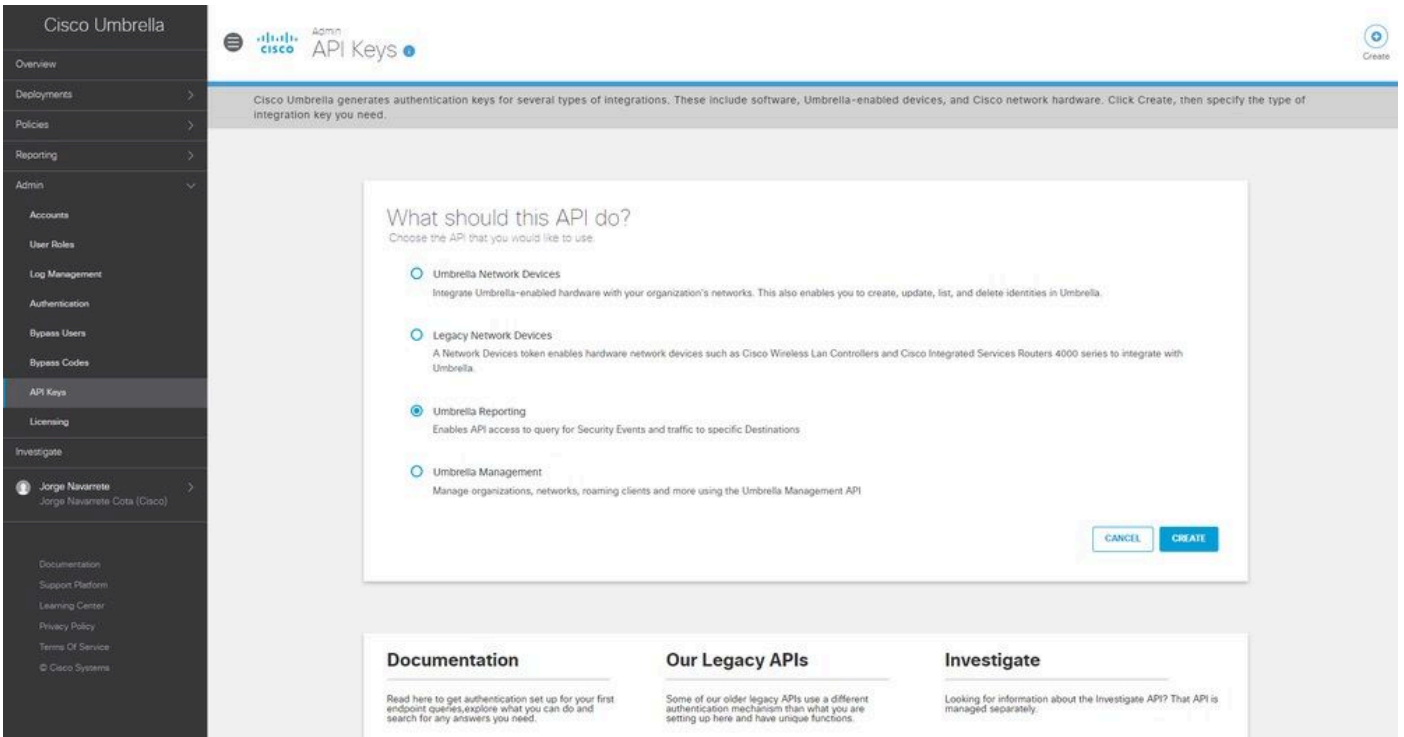 Cisco Umbrella
Overview
Deployments
Policies
Reporting
Admin
Accounts
User Roles
Log Management
Authentication
Bypass Users
Bypass Codes
API Keys
Licensing
Investigate
Jorge Navarrete
Jorge Navarrete Cota (Cisco)
Documentation
Support Platform
Learning Center
Privacy Policy
Terms Of Service
© Cisco Systems
CISCO
Admin
API Keys
Create
Cisco Umbrella generates authentication keys for several types of integrations. These include software, Umbrella-enabled devices, and Cisco network hardware. Click Create, then specify the type of
integration key you need.
What should this API do?
Choose the API that you would like to use.
Umbrella Network Devices
Integrate Umbrella-enabled hardware with your organization's networks. This also enables you to create, update, list, and delete identities in Umbrella.
Legacy Network Devices
A Network Devices token enables hardware network devices such as Cisco Wireless Lan Controllers and Cisco Integrated Services Routers 4000 series to integrate with
Umbrella.
Umbrella Reporting
Enables API access to query for Security Events and traffic to specific Destinations
Umbrella Management
Manage organizations, networks, roaming clients and more using the Umbrella Management API
CANCEL
CREATE
Documentation
Read here to get authentication set up for your first
endpoint queries,explore what you can do and
search for any answers you need.
Our Legacy APIs
Some of our older legacy APIs use a different
authentication mechanism than what you are
setting up here and have unique functions.
Investigate
Looking for information about the Investigate API? That API is
managed separately.